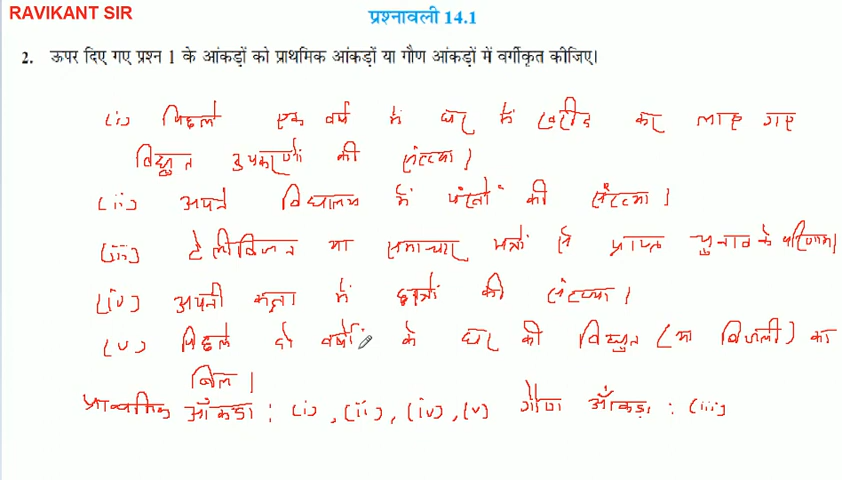 RAVIKANT SIR
प्रश्नावली 14.1
2. ऊपर दिए गए प्रश्न 1 के आंकड़ों को प्राथमिक आंकड़ों या गौण आंकड़ों में वर्गीकृत कीजिए।
(i) पिछले एक वर्ष में घर में खरीद कर लाए गए
विद्युत उपकरणों की संख्या।
(ii) अपने विद्यालय में पंखों की संख्या।
(iii) टेलीविजन या समाचार पत्रों से प्राप्त चुनाव के परिणाम।
(iv) अपनी कक्षा में छात्रों की संख्या।
(v) पिछले दो वर्षों के घर की विद्युत (या बिजली) का
बिल।
प्राथमिक आँकड़ा : (i), (ii), (iv), (v) गौण आँकड़ा : (iii)